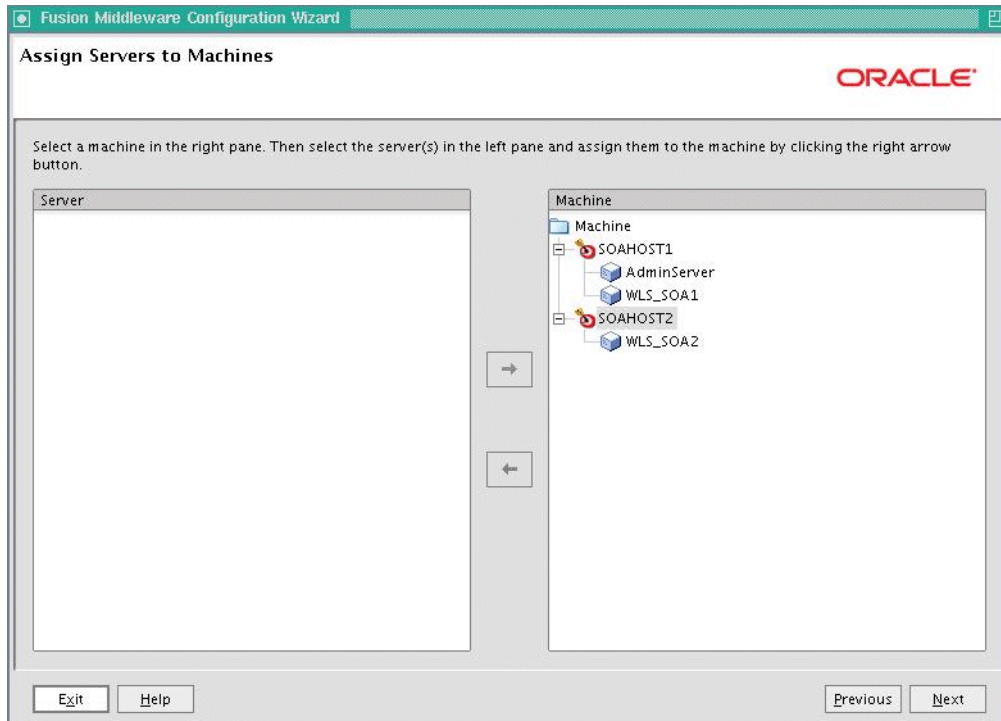 Fusion Middleware Configuration Wizard
Assign Servers to Machines
ORACLE
Select a machine in the right pane. Then select the server(s) in the left pane and assign them to the machine by clicking the right arrow
button.
Server
Machine
Machine
SOAHOST1
AdminServer
WLS_SOA1
SOAHOST2
WLS_SOA2
Exit Help Previous Next